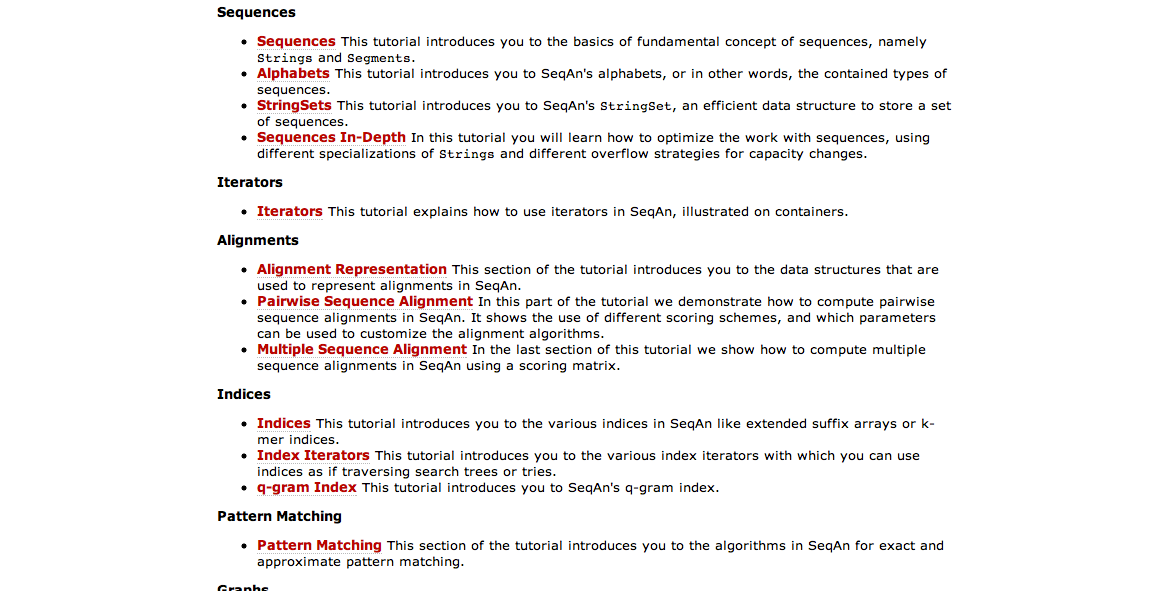 Sequences
Sequences This tutorial introduces you to the basics of fundamental concept of sequences, namely
Strings and Segments.
Alphabets This tutorial introduces you to SeqAn's alphabets, or in other words, the contained types of
sequences.
StringSets This tutorial introduces you to SeqAn's StringSet, an efficient data structure to store a set
of sequences.
Sequences In-Depth In this tutorial you will learn how to optimize the work with sequences, using
different specializations of Strings and different overflow strategies for capacity changes.
Iterators
Iterators This tutorial explains how to use iterators in SeqAn, illustrated on containers.
Alignments
Alignment Representation This section of the tutorial introduces you to the data structures that are
used to represent alignments in SeqAn.
Pairwise Sequence Alignment In this part of the tutorial we demonstrate how to compute pairwise
sequence alignments in SeqAn. It shows the use of different scoring schemes, and which parameters
can be used to customize the alignment algorithms.
Multiple Sequence Alignment In the last section of this tutorial we show how to compute multiple
sequence alignments in SeqAn using a scoring matrix.
Indices
Indices This tutorial introduces you to the various indices in SeqAn like extended suffix arrays or k-
mer indices.
Index Iterators This tutorial introduces you to the various index iterators with which you can use
indices as if traversing search trees or tries.
q-gram Index This tutorial introduces you to SeqAn's q-gram index.
Pattern Matching
Pattern Matching This section of the tutorial introduces you to the algorithms in SeqAn for exact and
approximate pattern matching.
Graphs